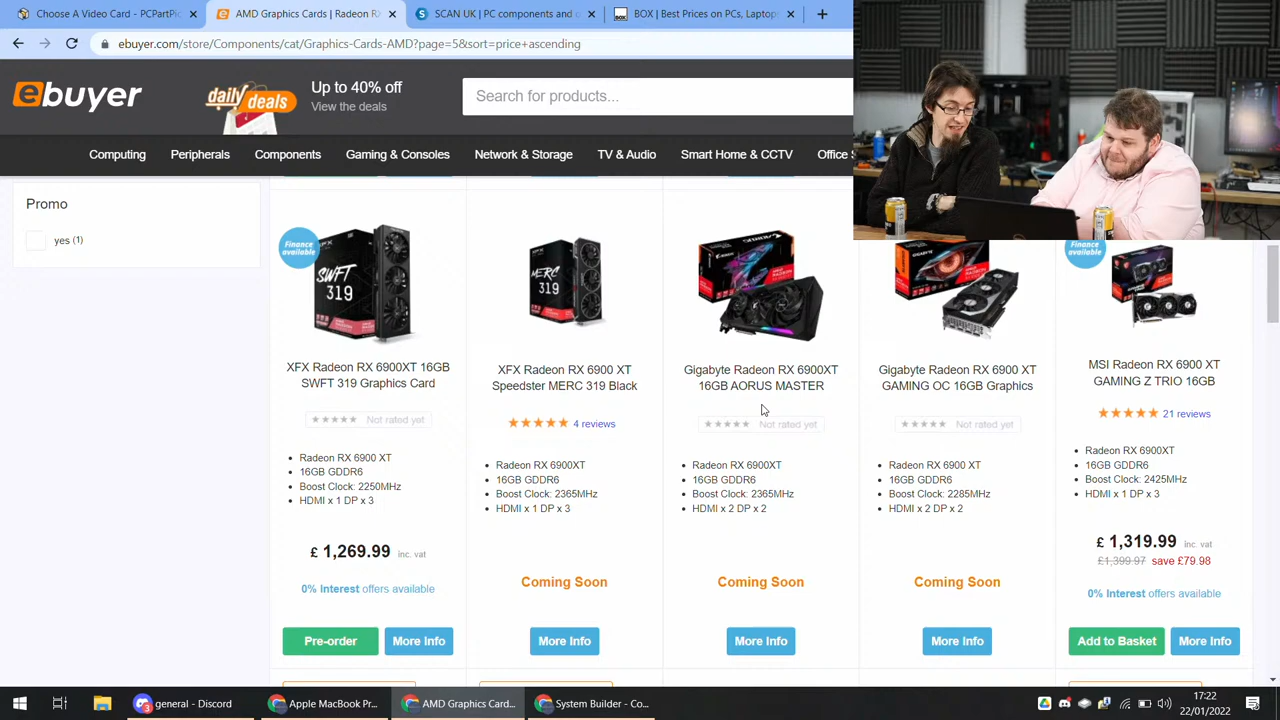 Choose A Video Card - PCPartPic
AMD Graphics Cards | Radeon RX
SCAN UK | PC components and
BOX | Best Prices on PCs, Laptop
ebuyer.com/store/Components/cat/Graphics-Cards-AMD?page=5&sort=price+ascending
ebuyer
daily deals
Up to 40% off
View the deals
Search for products...
Computing
Peripherals
Components
Gaming & Consoles
Network & Storage
TV & Audio
Smart Home & CCTV
Office S
Promo
yes (1)
Finance available
SWFT 319
XFX Radeon RX 6900XT 16GB
SWFT 319 Graphics Card
Not rated yet
Radeon RX 6900 XT
16GB GDDR6
Boost Clock: 2250MHz
HDMI x 1 DP x 3
£ 1,269.99 inc. vat
0% Interest offers available
Pre-order
More Info
MERC 319
XFX Radeon RX 6900 XT
Speedster MERC 319 Black
4 reviews
Radeon RX 6900XT
16GB GDDR6
Boost Clock: 2365MHz
HDMI x 1 DP x 3
Coming Soon
More Info
Gigabyte Radeon RX 6900XT
16GB AORUS MASTER
Not rated yet
Radeon RX 6900XT
16GB GDDR6
Boost Clock: 2365MHz
HDMI x 2 DP x 2
Coming Soon
More Info
Gigabyte Radeon RX 6900 XT
GAMING OC 16GB Graphics
Not rated yet
Radeon RX 6900 XT
16GB GDDR6
Boost Clock: 2285MHz
HDMI x 2 DP x 2
Coming Soon
More Info
Finance available
MSI Radeon RX 6900 XT
GAMING Z TRIO 16GB
21 reviews
Radeon RX 6900XT
16GB GDDR6
Boost Clock: 2425MHz
HDMI x 1 DP x 3
£ 1,319.99 inc. vat
£1,399.97 save £79.98
0% Interest offers available
Add to Basket
More Info
general - Discord
AMD Graphics Card...
System Builder - Co...
17:22
22/01/2022